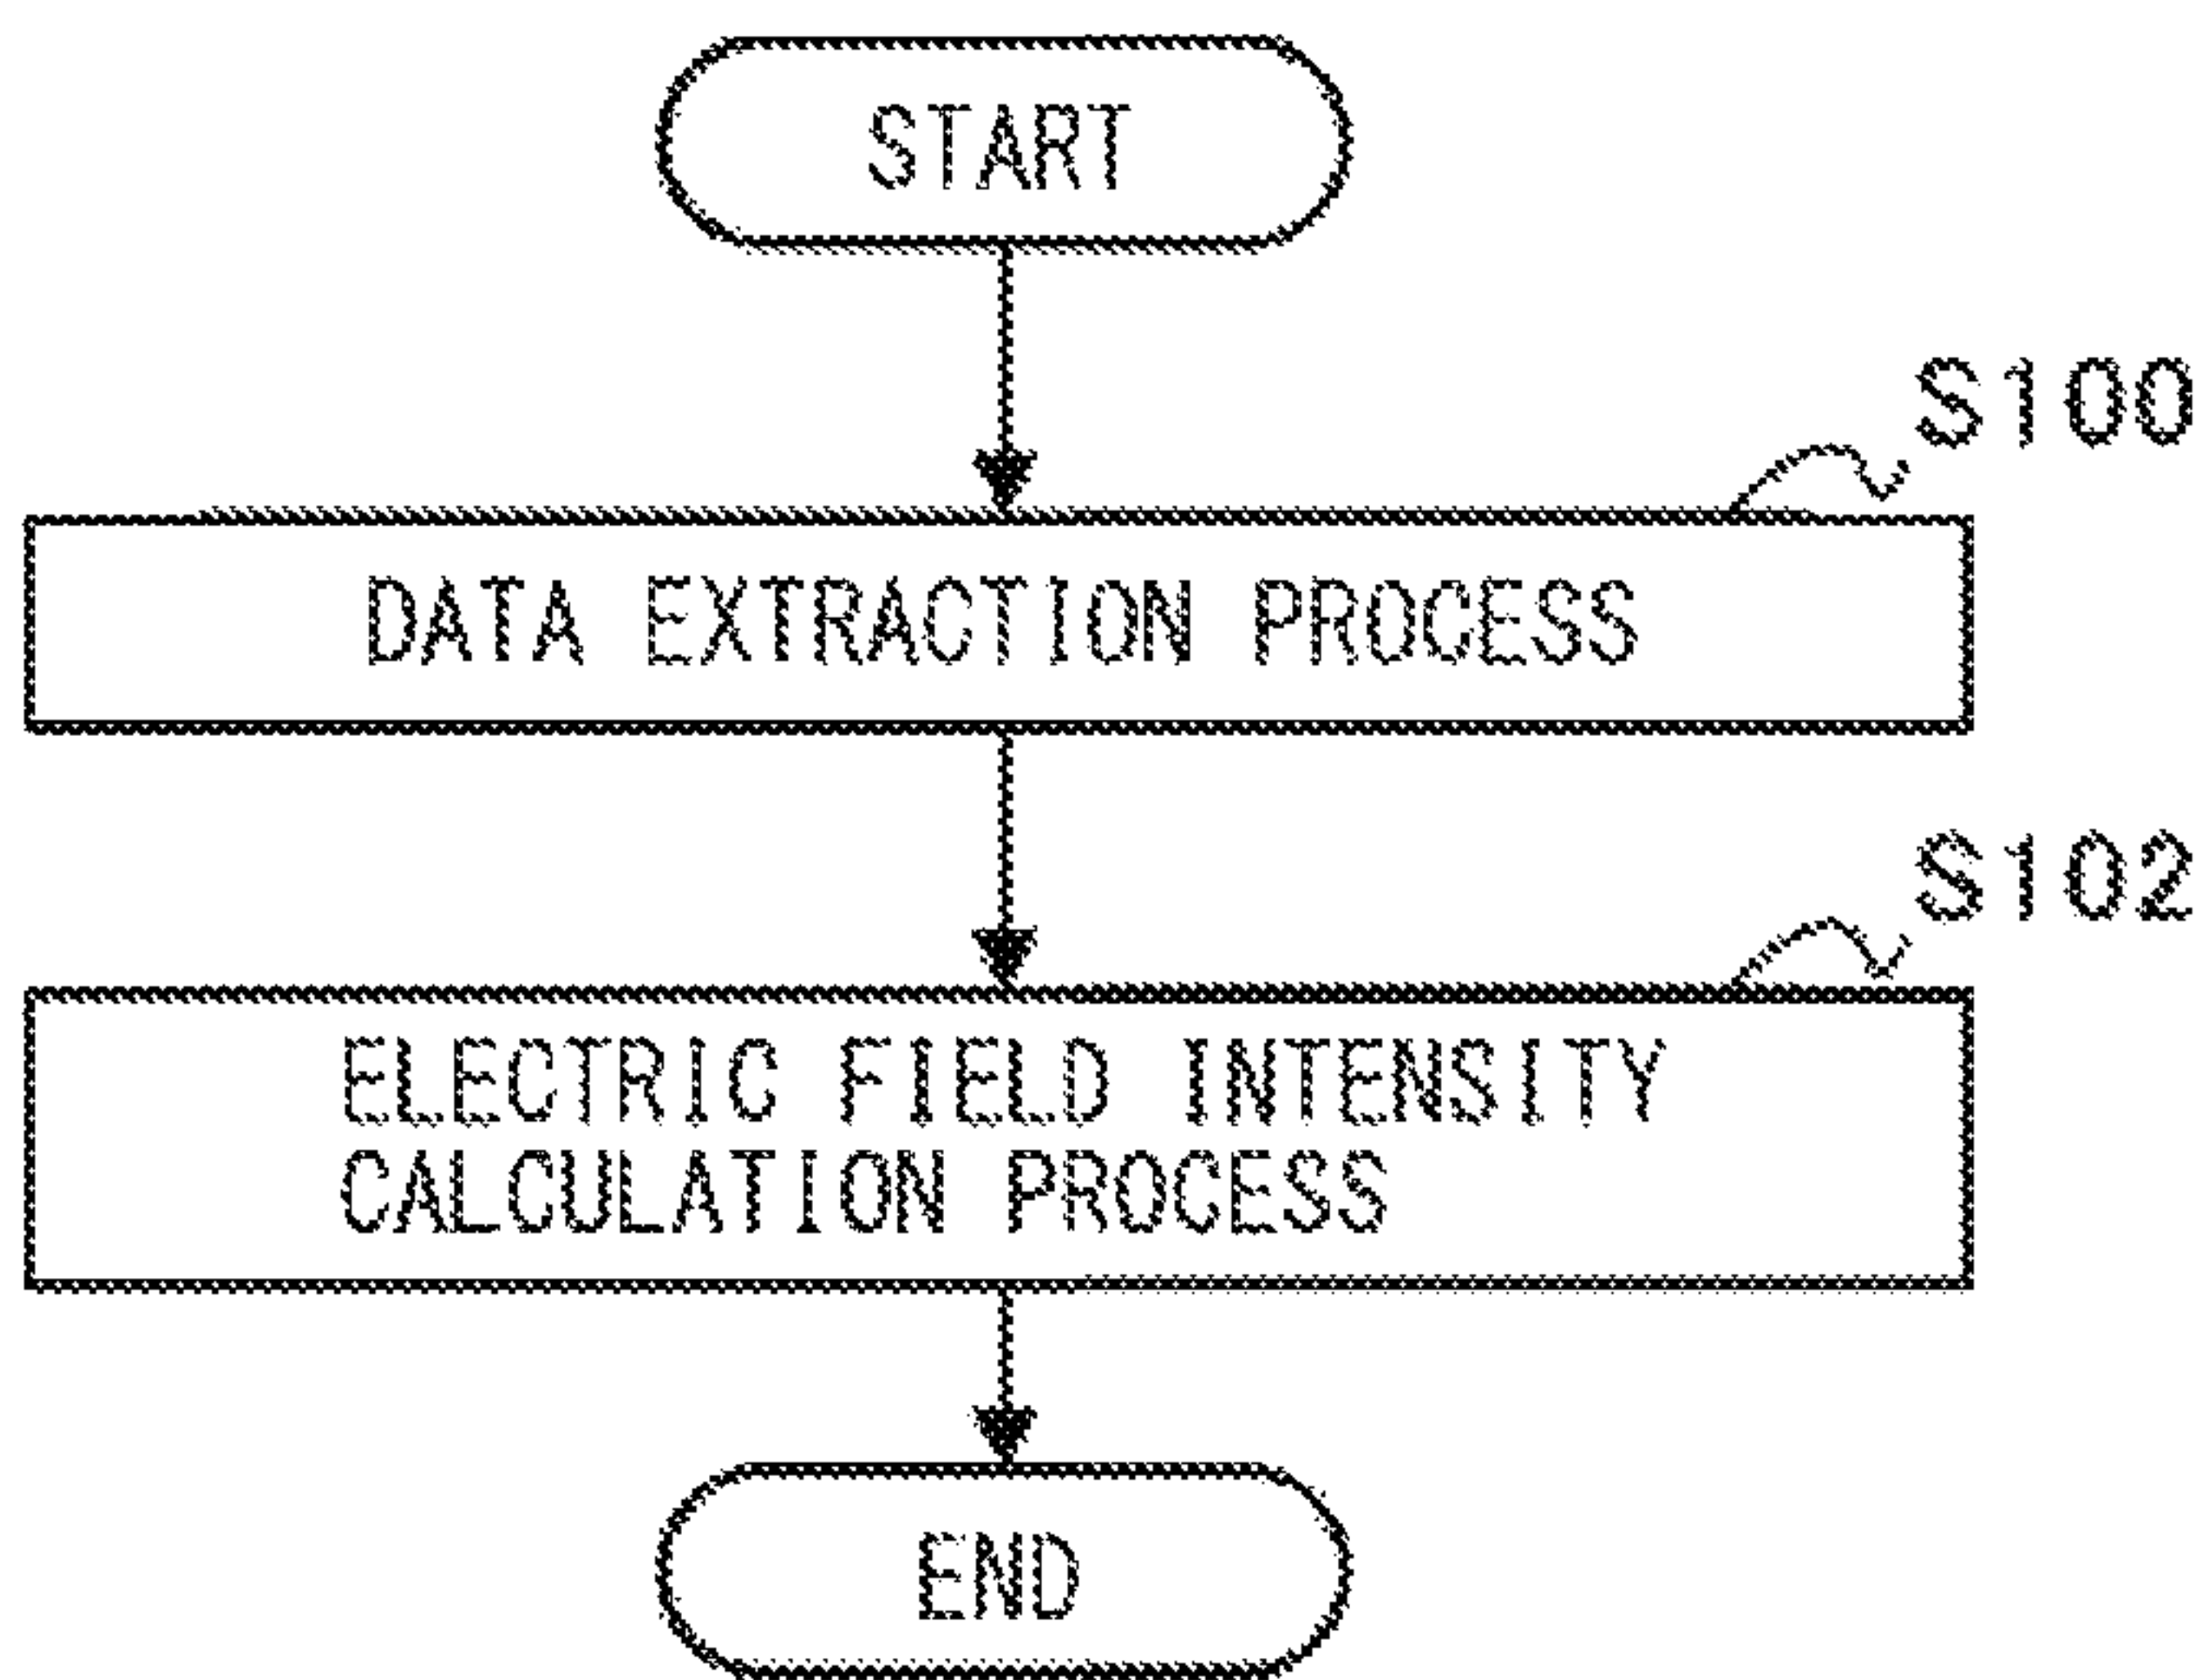 START
S100
DATA EXTRACTION PROCESS
S102
ELECTRIC FIELD INTENSITY
CALCULATION PROCESS
END